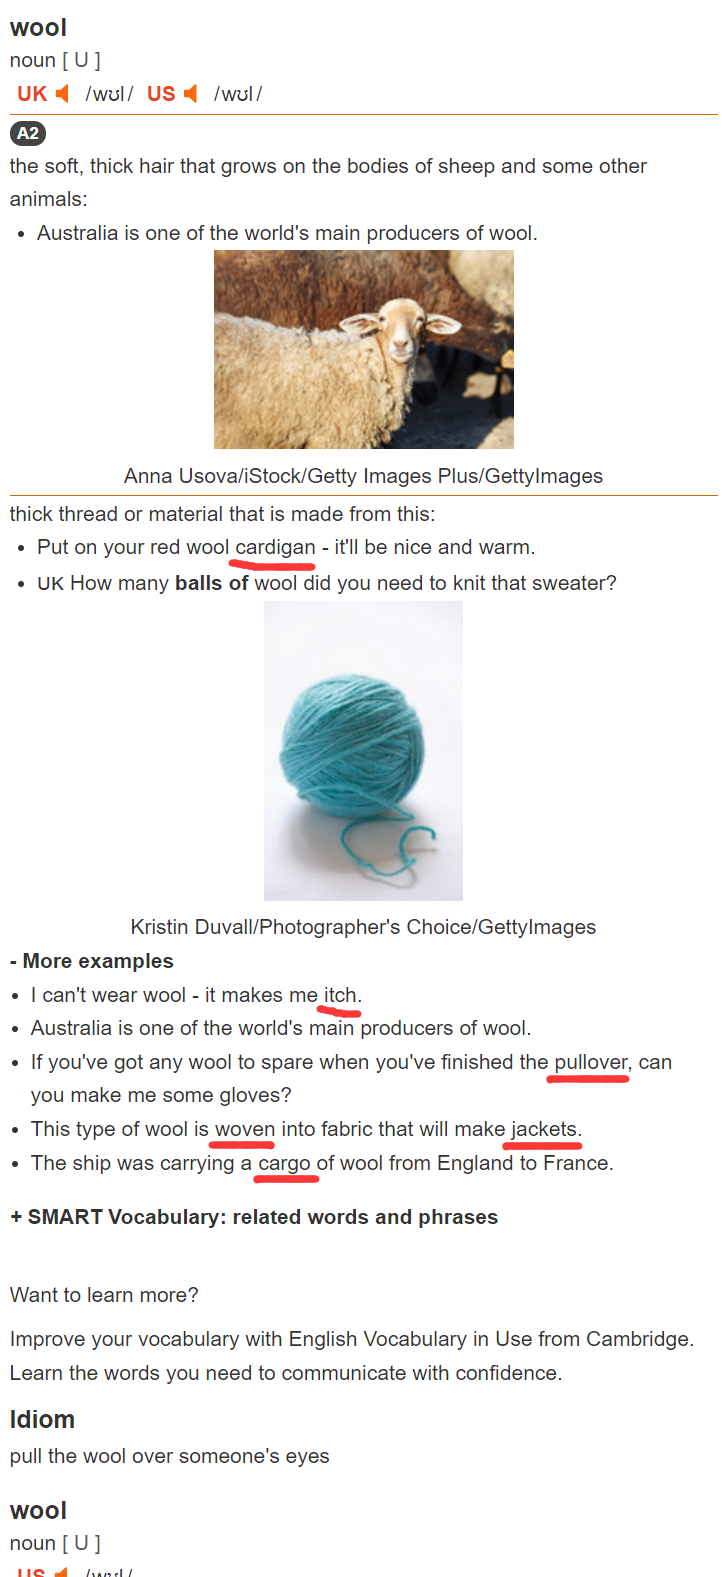 wool
noun [ U ]
UK /wʊl/ US /wʊl/
A2
the soft, thick hair that grows on the bodies of sheep and some other
animals:
• Australia is one of the world's main producers of wool.
Anna Usova/iStock/Getty Images Plus/GettyImages
thick thread or material that is made from this:
• Put on your red wool cardigan - it'll be nice and warm.
• UK How many balls of wool did you need to knit that sweater?
Kristin Duvall/Photographer's Choice/GettyImages
- More examples
• I can't wear wool - it makes me itch.
• Australia is one of the world's main producers of wool.
• If you've got any wool to spare when you've finished the pullover, can
you make me some gloves?
• This type of wool is woven into fabric that will make jackets.
• The ship was carrying a cargo of wool from England to France.
+ SMART Vocabulary: related words and phrases
Want to learn more?
Improve your vocabulary with English Vocabulary in Use from Cambridge.
Learn the words you need to communicate with confidence.
Idiom
pull the wool over someone's eyes
wool
noun [ U ]
US /wʊl/